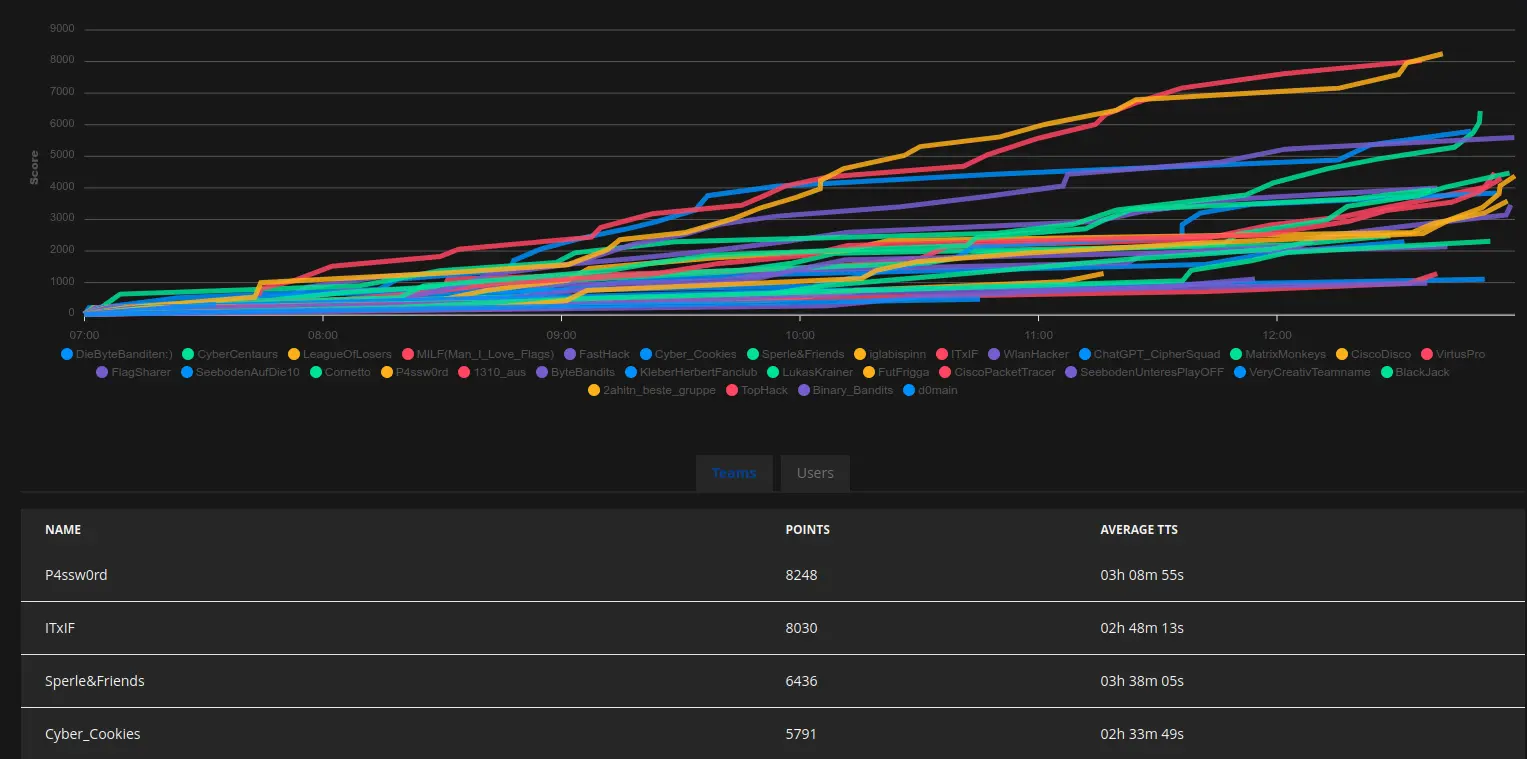 9000
8000
7000
6000
5000
4000
3000
2000
1000
0
Score
07:00 08:00 09:00 10:00 11:00 12:00
DieByteBanditen:) CyberCentaurs LeagueOfLosers MILF(Man_I_Love_Flags) FastHack Cyber_Cookies Sperle&Friends iglabispinn ITxIF WlanHacker ChatGPT_CipherSquad MatrixMonkeys CiscoDisco VirtusPro
FlagSharer SeebodenAufDie10 Cornetto P4ssw0rd 1310_aus ByteBandits KleberHerbertFanclub LukasKrainer FutFrigga CiscoPacketTracer SeebodenUnteresPlayOFF VeryCreativTeamname BlackJack
2ahitn_beste_gruppe TopHack Binary_Bandits d0main
Teams Users
NAME POINTS AVERAGE TTS
P4ssw0rd 8248 03h 08m 55s
ITxIF 8030 02h 48m 13s
Sperle&Friends 6436 03h 38m 05s
Cyber_Cookies 5791 02h 33m 49s